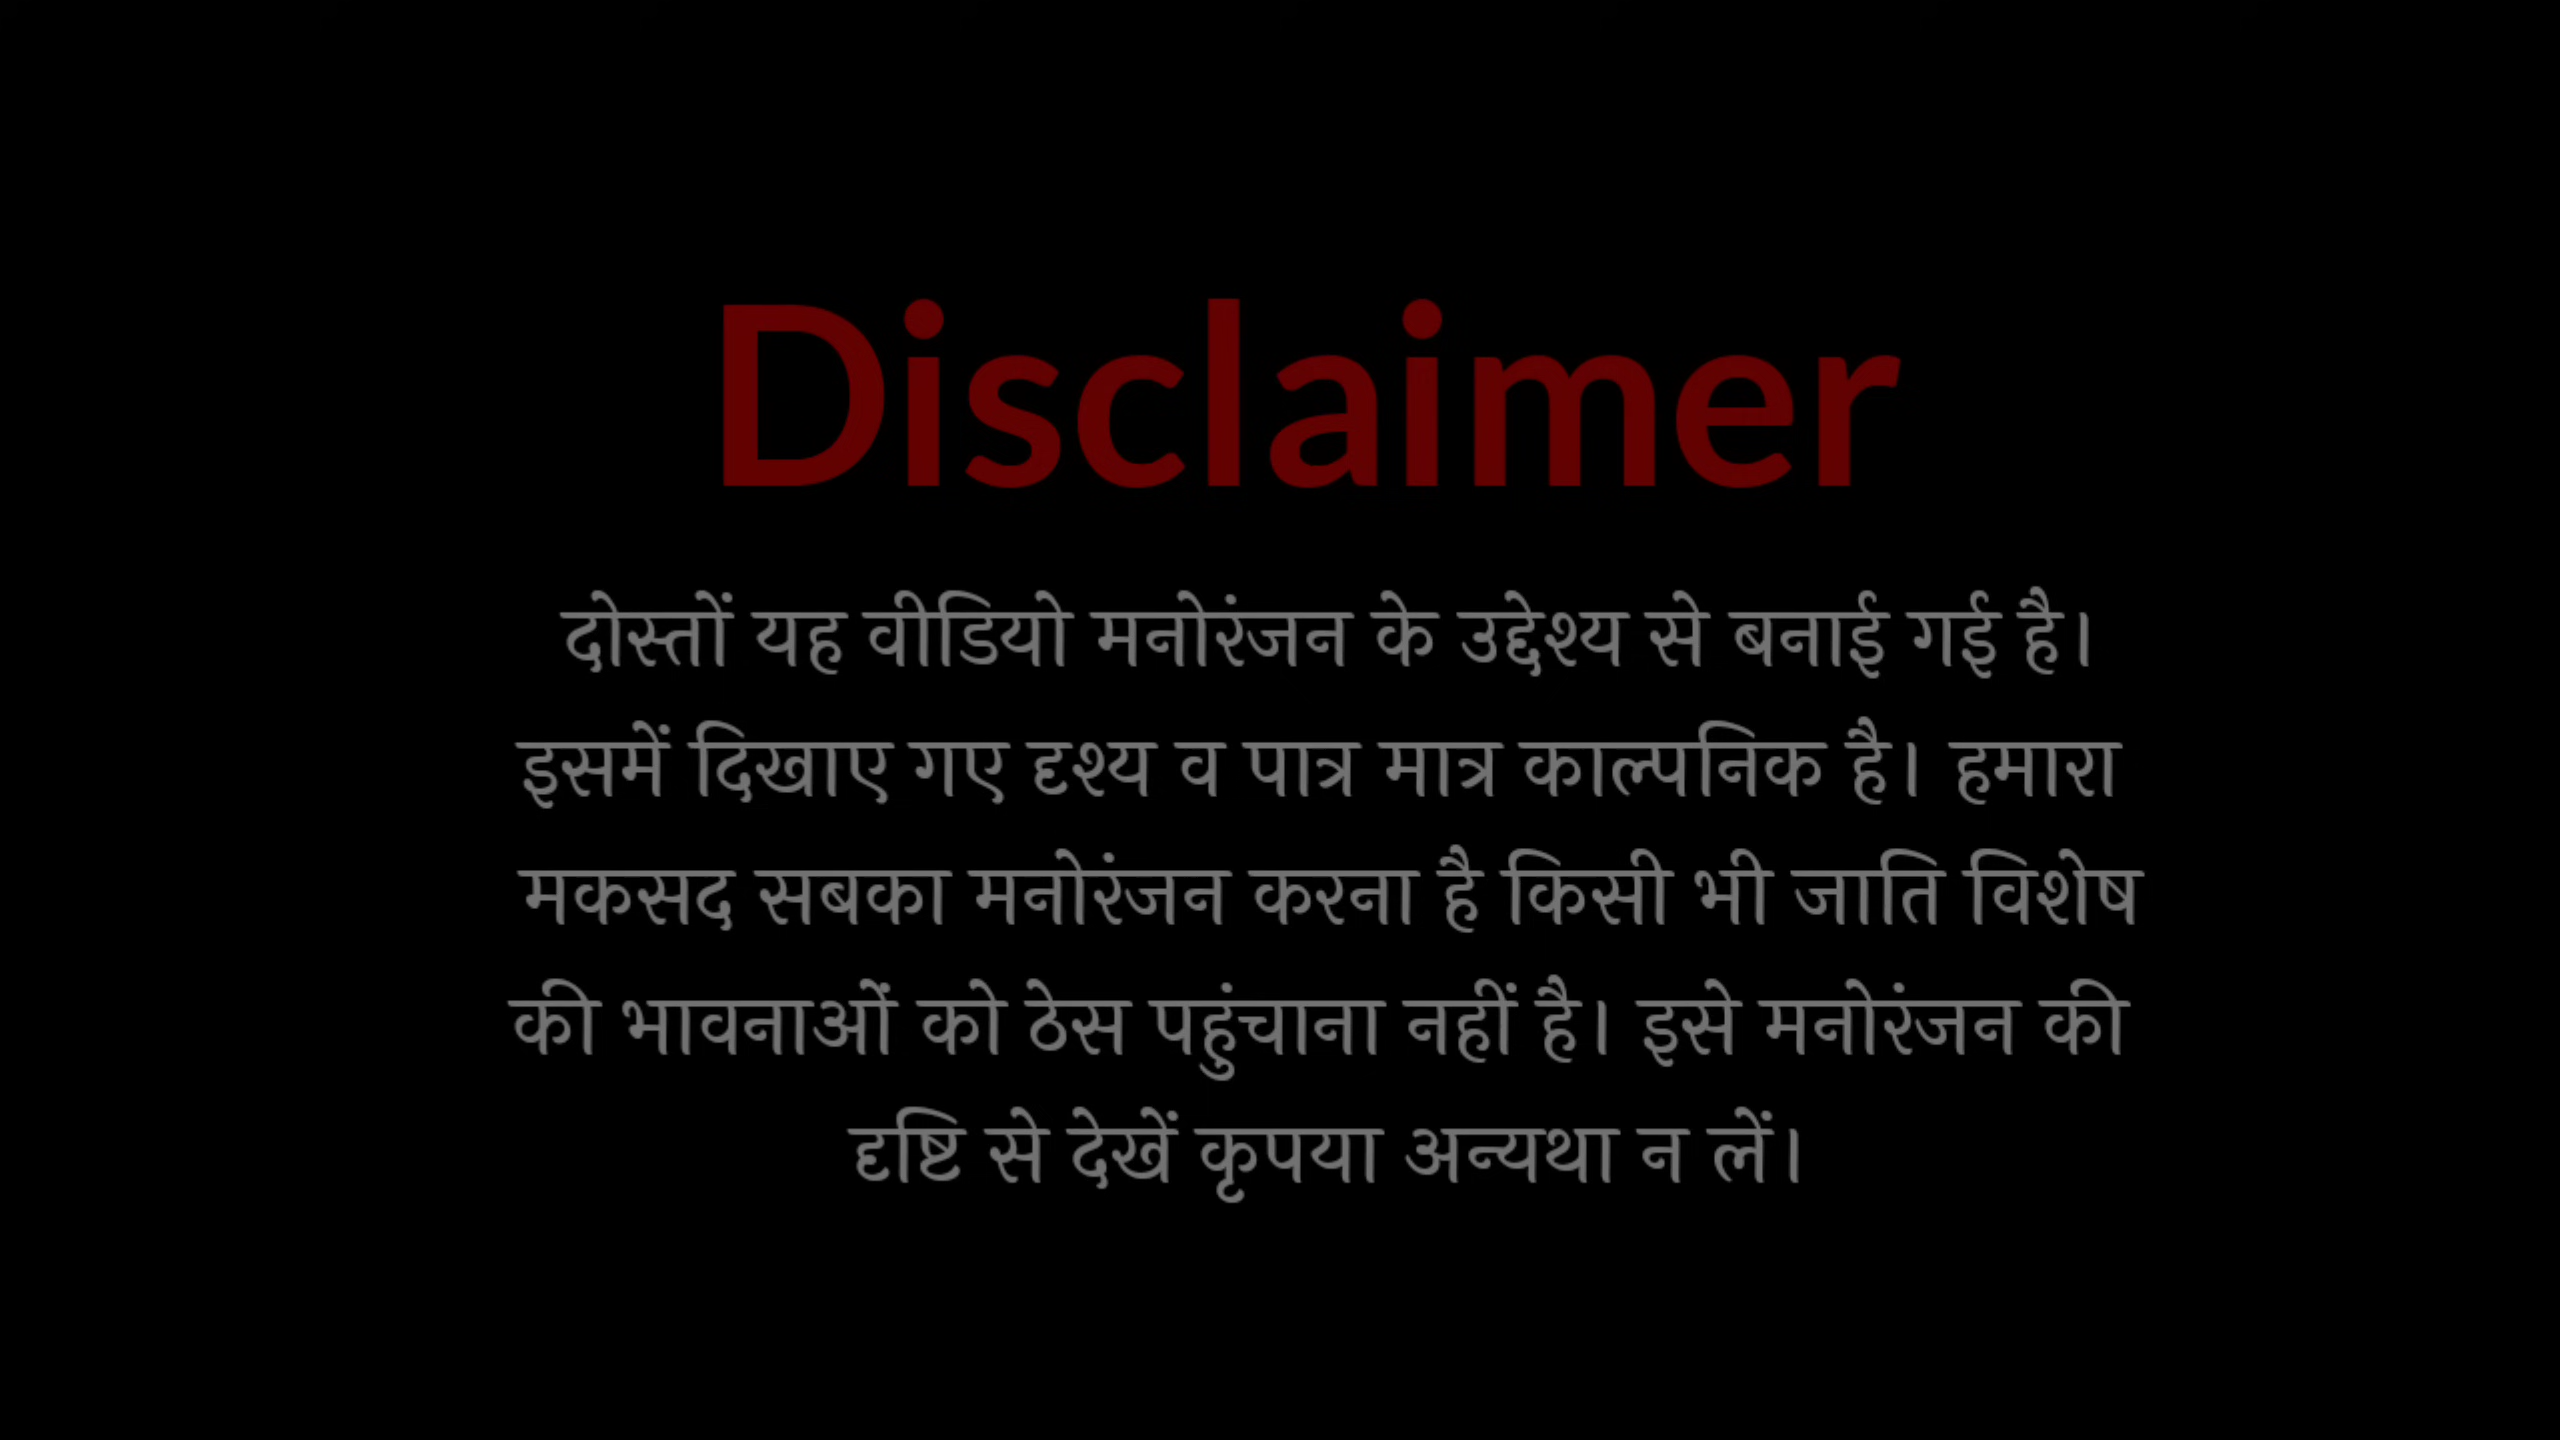 Disclaimer
दोस्तों यह वीडियो मनोरंजन के उद्देश्य से बनाई गई है।
इसमें दिखाए गए दृश्य व पात्र मात्र काल्पनिक है। हमारा
मकसद सबका मनोरंजन करना है किसी भी जाति विशेष
की भावनाओं को ठेस पहुंचाना नहीं है। इसे मनोरंजन की
दृष्टि से देखें कृपया अन्यथा न लें।